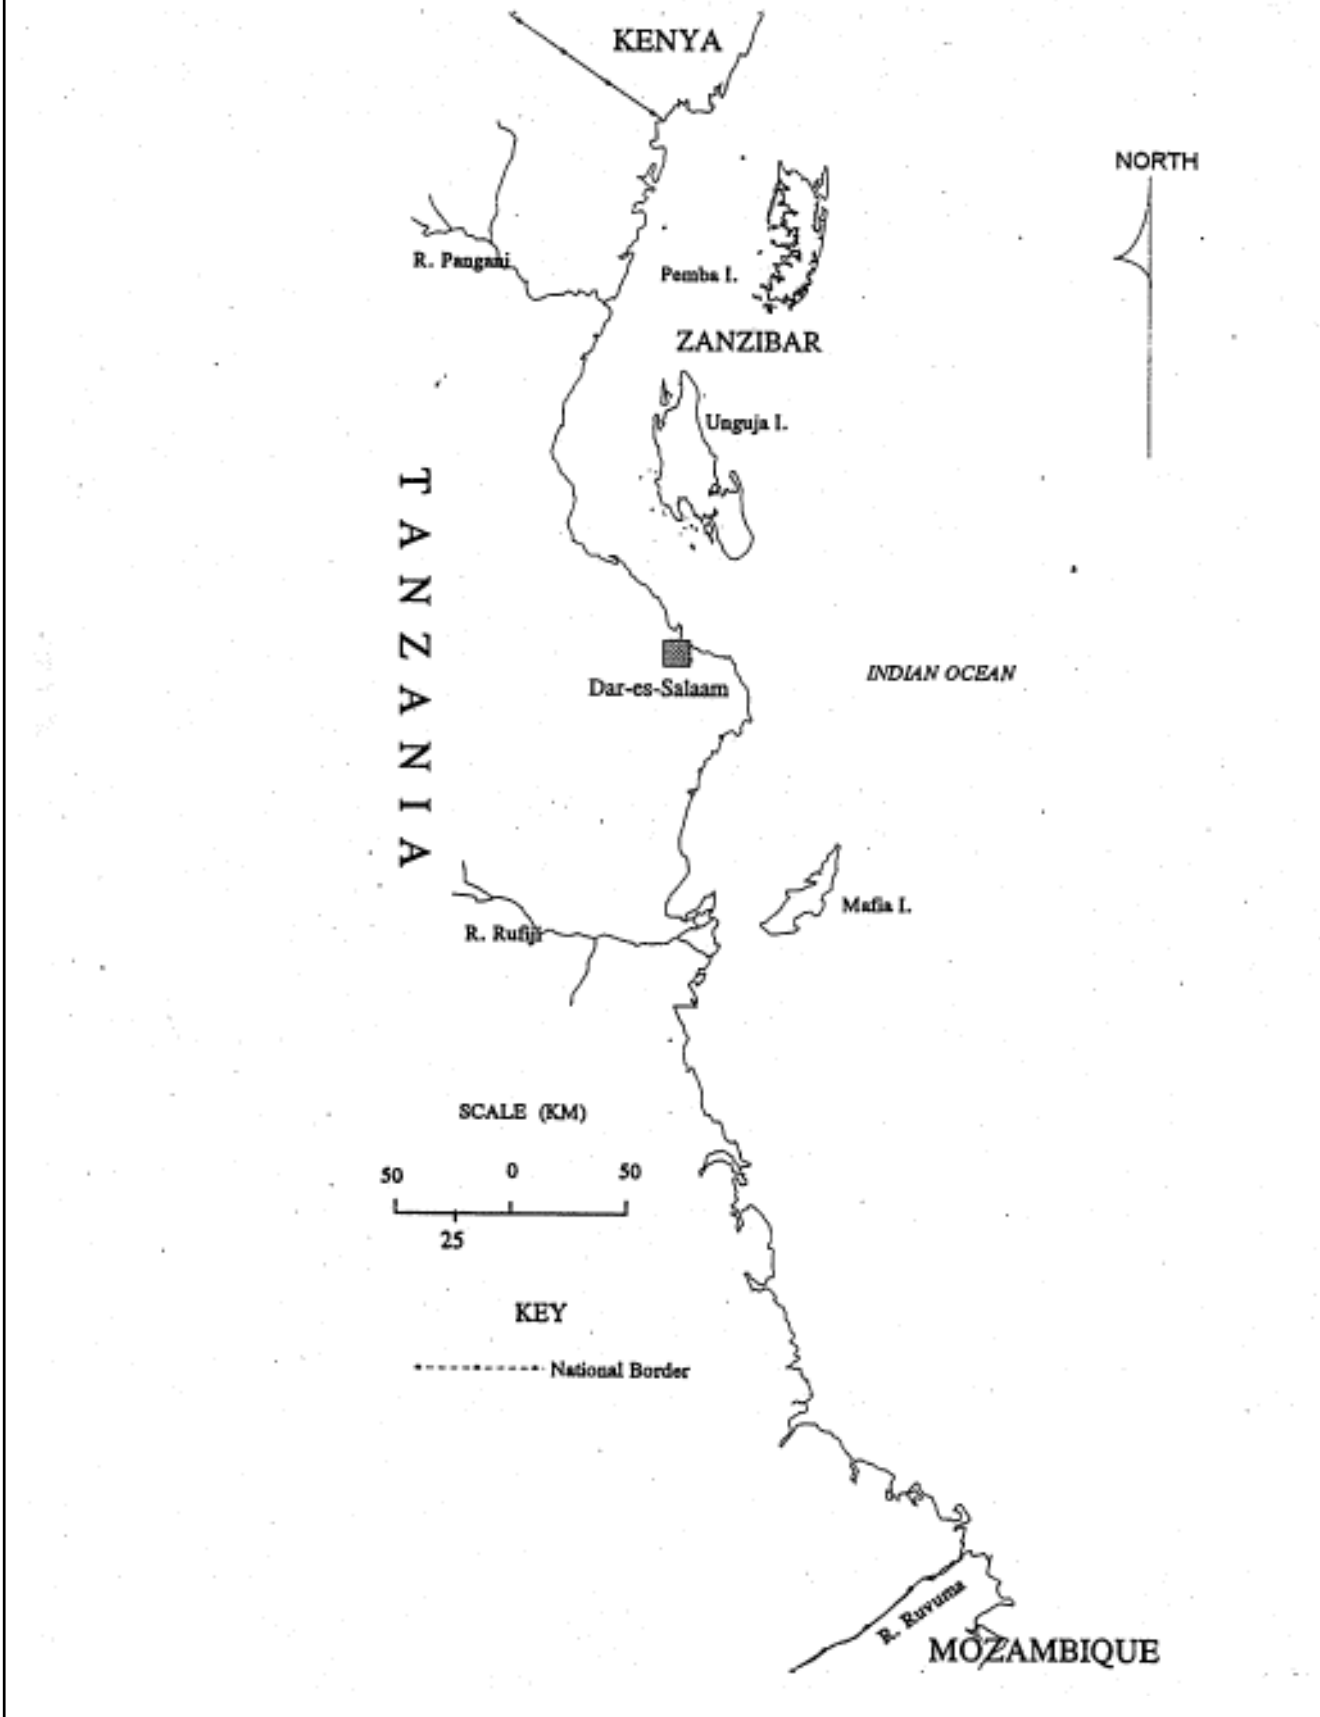 KENYA
NORTH
R. Pangani
Pemba I.
ZANZIBAR
Unguja I.
TANZANIA
INDIAN OCEAN
Dar-es-Salaam
Mafia I.
R. Rufiji
SCALE (KM)
50 0 50
25
KEY
National Border
R. Ruvuma
MOZAMBIQUE